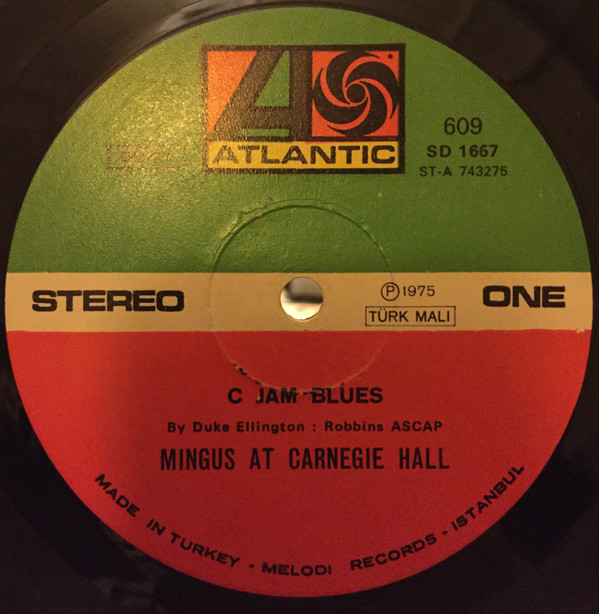 ATLANTIC
609
SD 1667
ST-A 743275
STEREO
ONE
Ⓟ1975
TÜRK MALI
C JAM BLUES
By Duke Ellington : Robbins ASCAP
MINGUS AT CARNEGIE HALL
MADE IN TURKEY · MELODI RECORDS - ISTANBUL